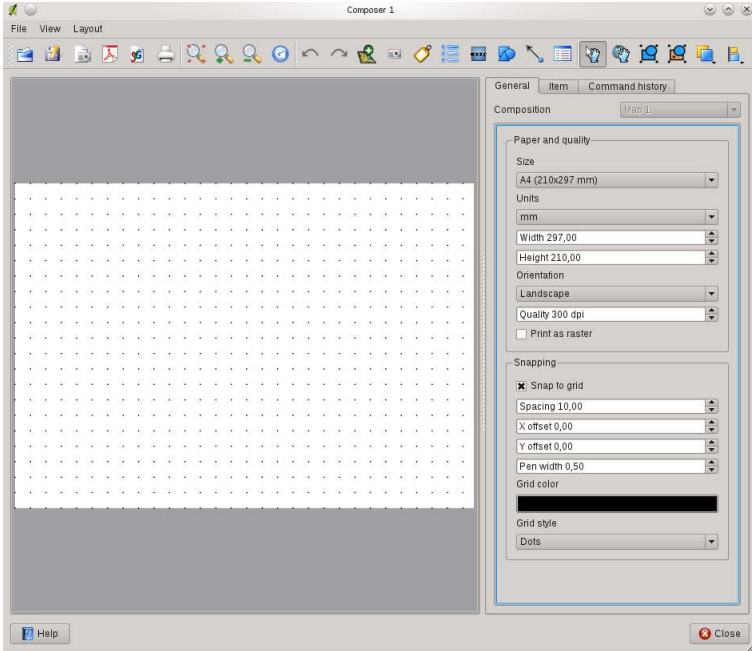 Composer 1
File View Layout
General Item Command history
Composition Map 1
Paper and quality
Size
A4 (210x297 mm)
Units
mm
Width 297,00
Height 210,00
Orientation
Landscape
Quality 300 dpi
Print as raster
Snapping
Snap to grid
Spacing 10,00
X offset 0,00
Y offset 0,00
Pen width 0,50
Grid color
Grid style
Dots
Help Close